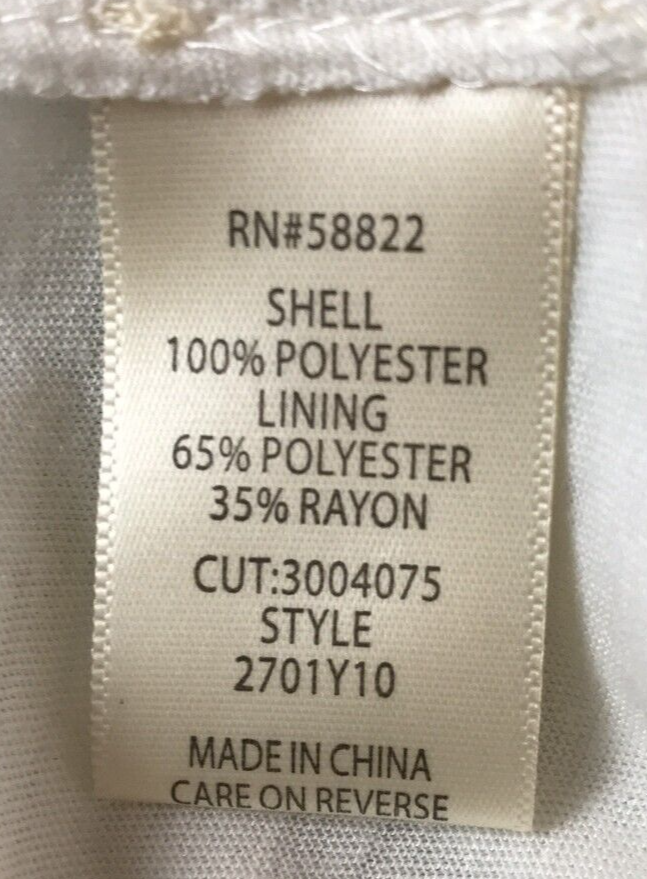 RN#58822
SHELL
100% POLYESTER
LINING
65% POLYESTER
35% RAYON
CUT:3004075
STYLE
2701Y10
MADE IN CHINA
CARE ON REVERSE